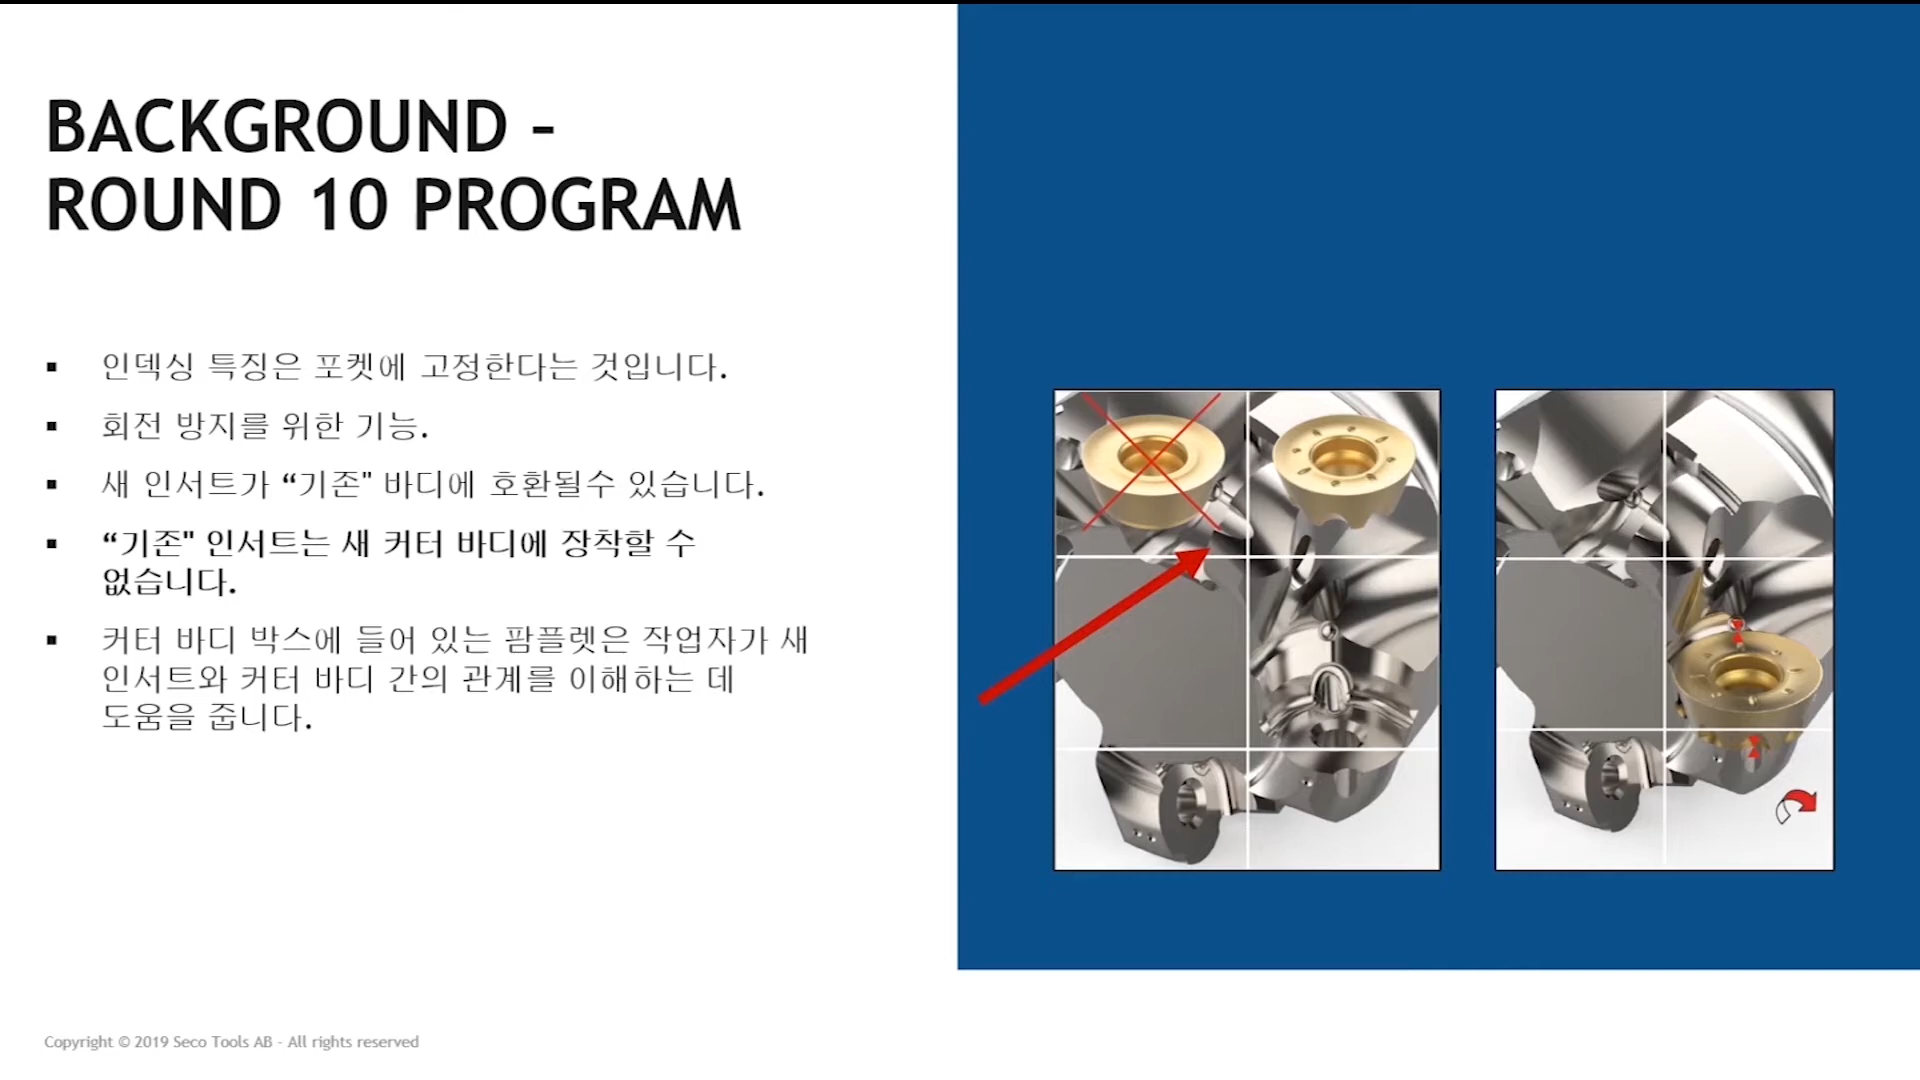 BACKGROUND –
ROUND 10 PROGRAM
▪ 인덱싱 특징은 포켓에 고정한다는 것입니다.
▪ 회전 방지를 위한 기능.
▪ 새 인서트가 “기존" 바디에 호환될수 있습니다.
▪ “기존" 인서트는 새 커터 바디에 장착할 수
없습니다.
▪ 커터 바디 박스에 들어 있는 팜플렛은 작업자가 새
인서트와 커터 바디 간의 관계를 이해하는 데
도움을 줍니다.
Copyright © 2019 Seco Tools AB - All rights reserved